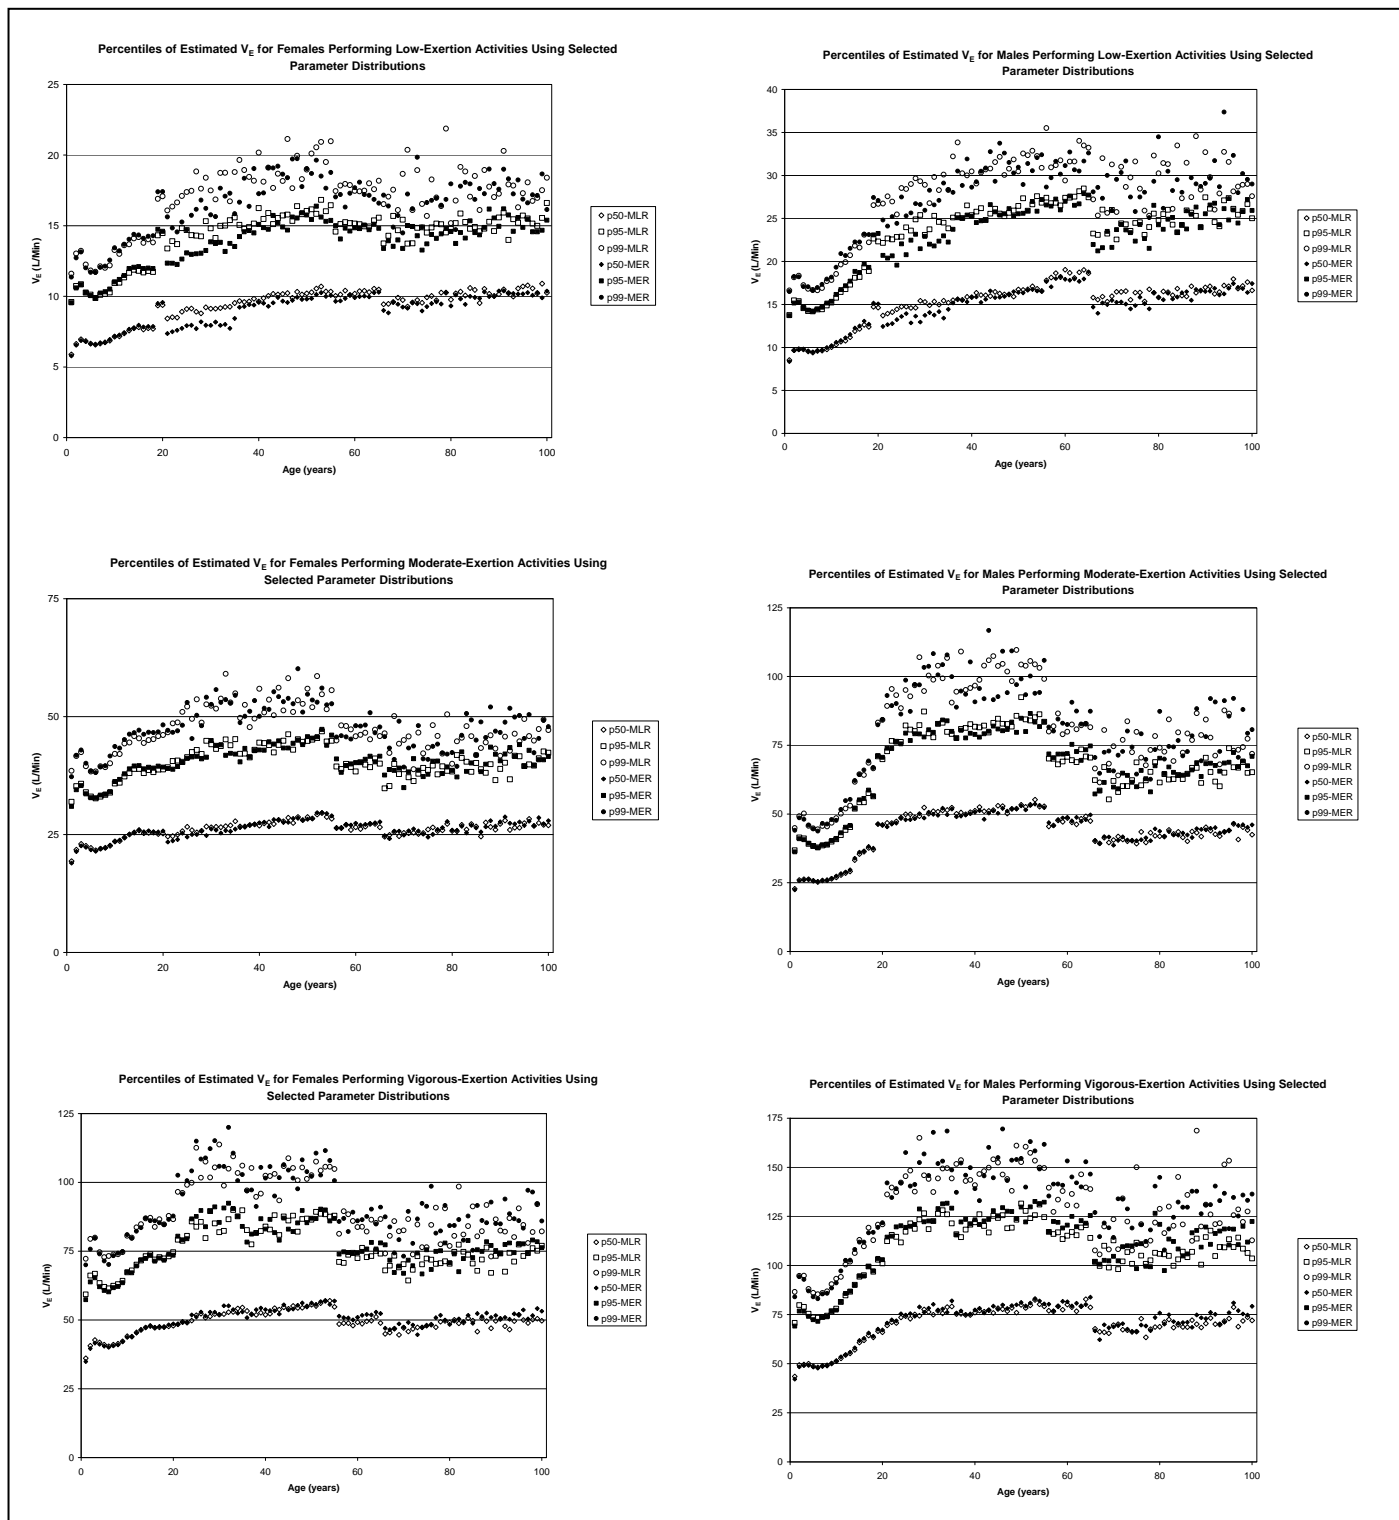 Percentiles of Estimated VE for Females Performing Low-Exertion Activities Using Selected
Parameter Distributions
25
20
15
10
5
0
VE (L/Min)
0 20 40 60 80 100
Age (years)
p50-MLR
p95-MLR
p99-MLR
p50-MER
p95-MER
p99-MER
Percentiles of Estimated VE for Males Performing Low-Exertion Activities Using Selected
Parameter Distributions
40
35
30
25
20
15
10
5
0
VE (L/Min)
0 20 40 60 80 100
Age (years)
p50-MLR
p95-MLR
p99-MLR
p50-MER
p95-MER
p99-MER
Percentiles of Estimated VE for Females Performing Moderate-Exertion Activities Using
Selected Parameter Distributions
75
50
25
0
VE (L/Min)
0 20 40 60 80 100
Age (years)
p50-MLR
p95-MLR
p99-MLR
p50-MER
p95-MER
p99-MER
Percentiles of Estimated VE for Males Performing Moderate-Exertion Activities Using Selected
Parameter Distributions
125
100
75
50
25
0
VE (L/Min)
0 20 40 60 80 100
Age (years)
p50-MLR
p95-MLR
p99-MLR
p50-MER
p95-MER
p99-MER
Percentiles of Estimated VE for Females Performing Vigorous-Exertion Activities Using
Selected Parameter Distributions
125
100
75
50
25
0
VE (L/Min)
0 20 40 60 80 100
Age (years)
p50-MLR
p95-MLR
p99-MLR
p50-MER
p95-MER
p99-MER
Percentiles of Estimated VE for Males Performing Vigorous-Exertion Activities Using Selected
Parameter Distributions
175
150
125
100
75
50
25
0
VE (L/Min)
0 20 40 60 80 100
Age (years)
p50-MLR
p95-MLR
p99-MLR
p50-MER
p95-MER
p99-MER